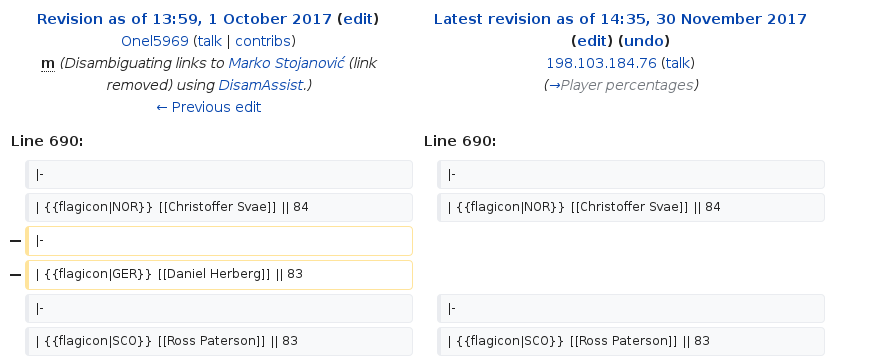 Revision as of 13:59, 1 October 2017 (edit)
Onel5969 (talk | contribs)
m (Disambiguating links to Marko Stojanović (link
removed) using DisamAssist.)
← Previous edit
Latest revision as of 14:35, 30 November 2017
(edit) (undo)
198.103.184.76 (talk)
(→Player percentages)
Line 690:
Line 690:
|-
|-
| {{flagicon|NOR}} [[Christoffer Svae]] || 84
| {{flagicon|NOR}} [[Christoffer Svae]] || 84
− |-
− | {{flagicon|GER}} [[Daniel Herberg]] || 83
|-
|-
| {{flagicon|SCO}} [[Ross Paterson]] || 83
| {{flagicon|SCO}} [[Ross Paterson]] || 83